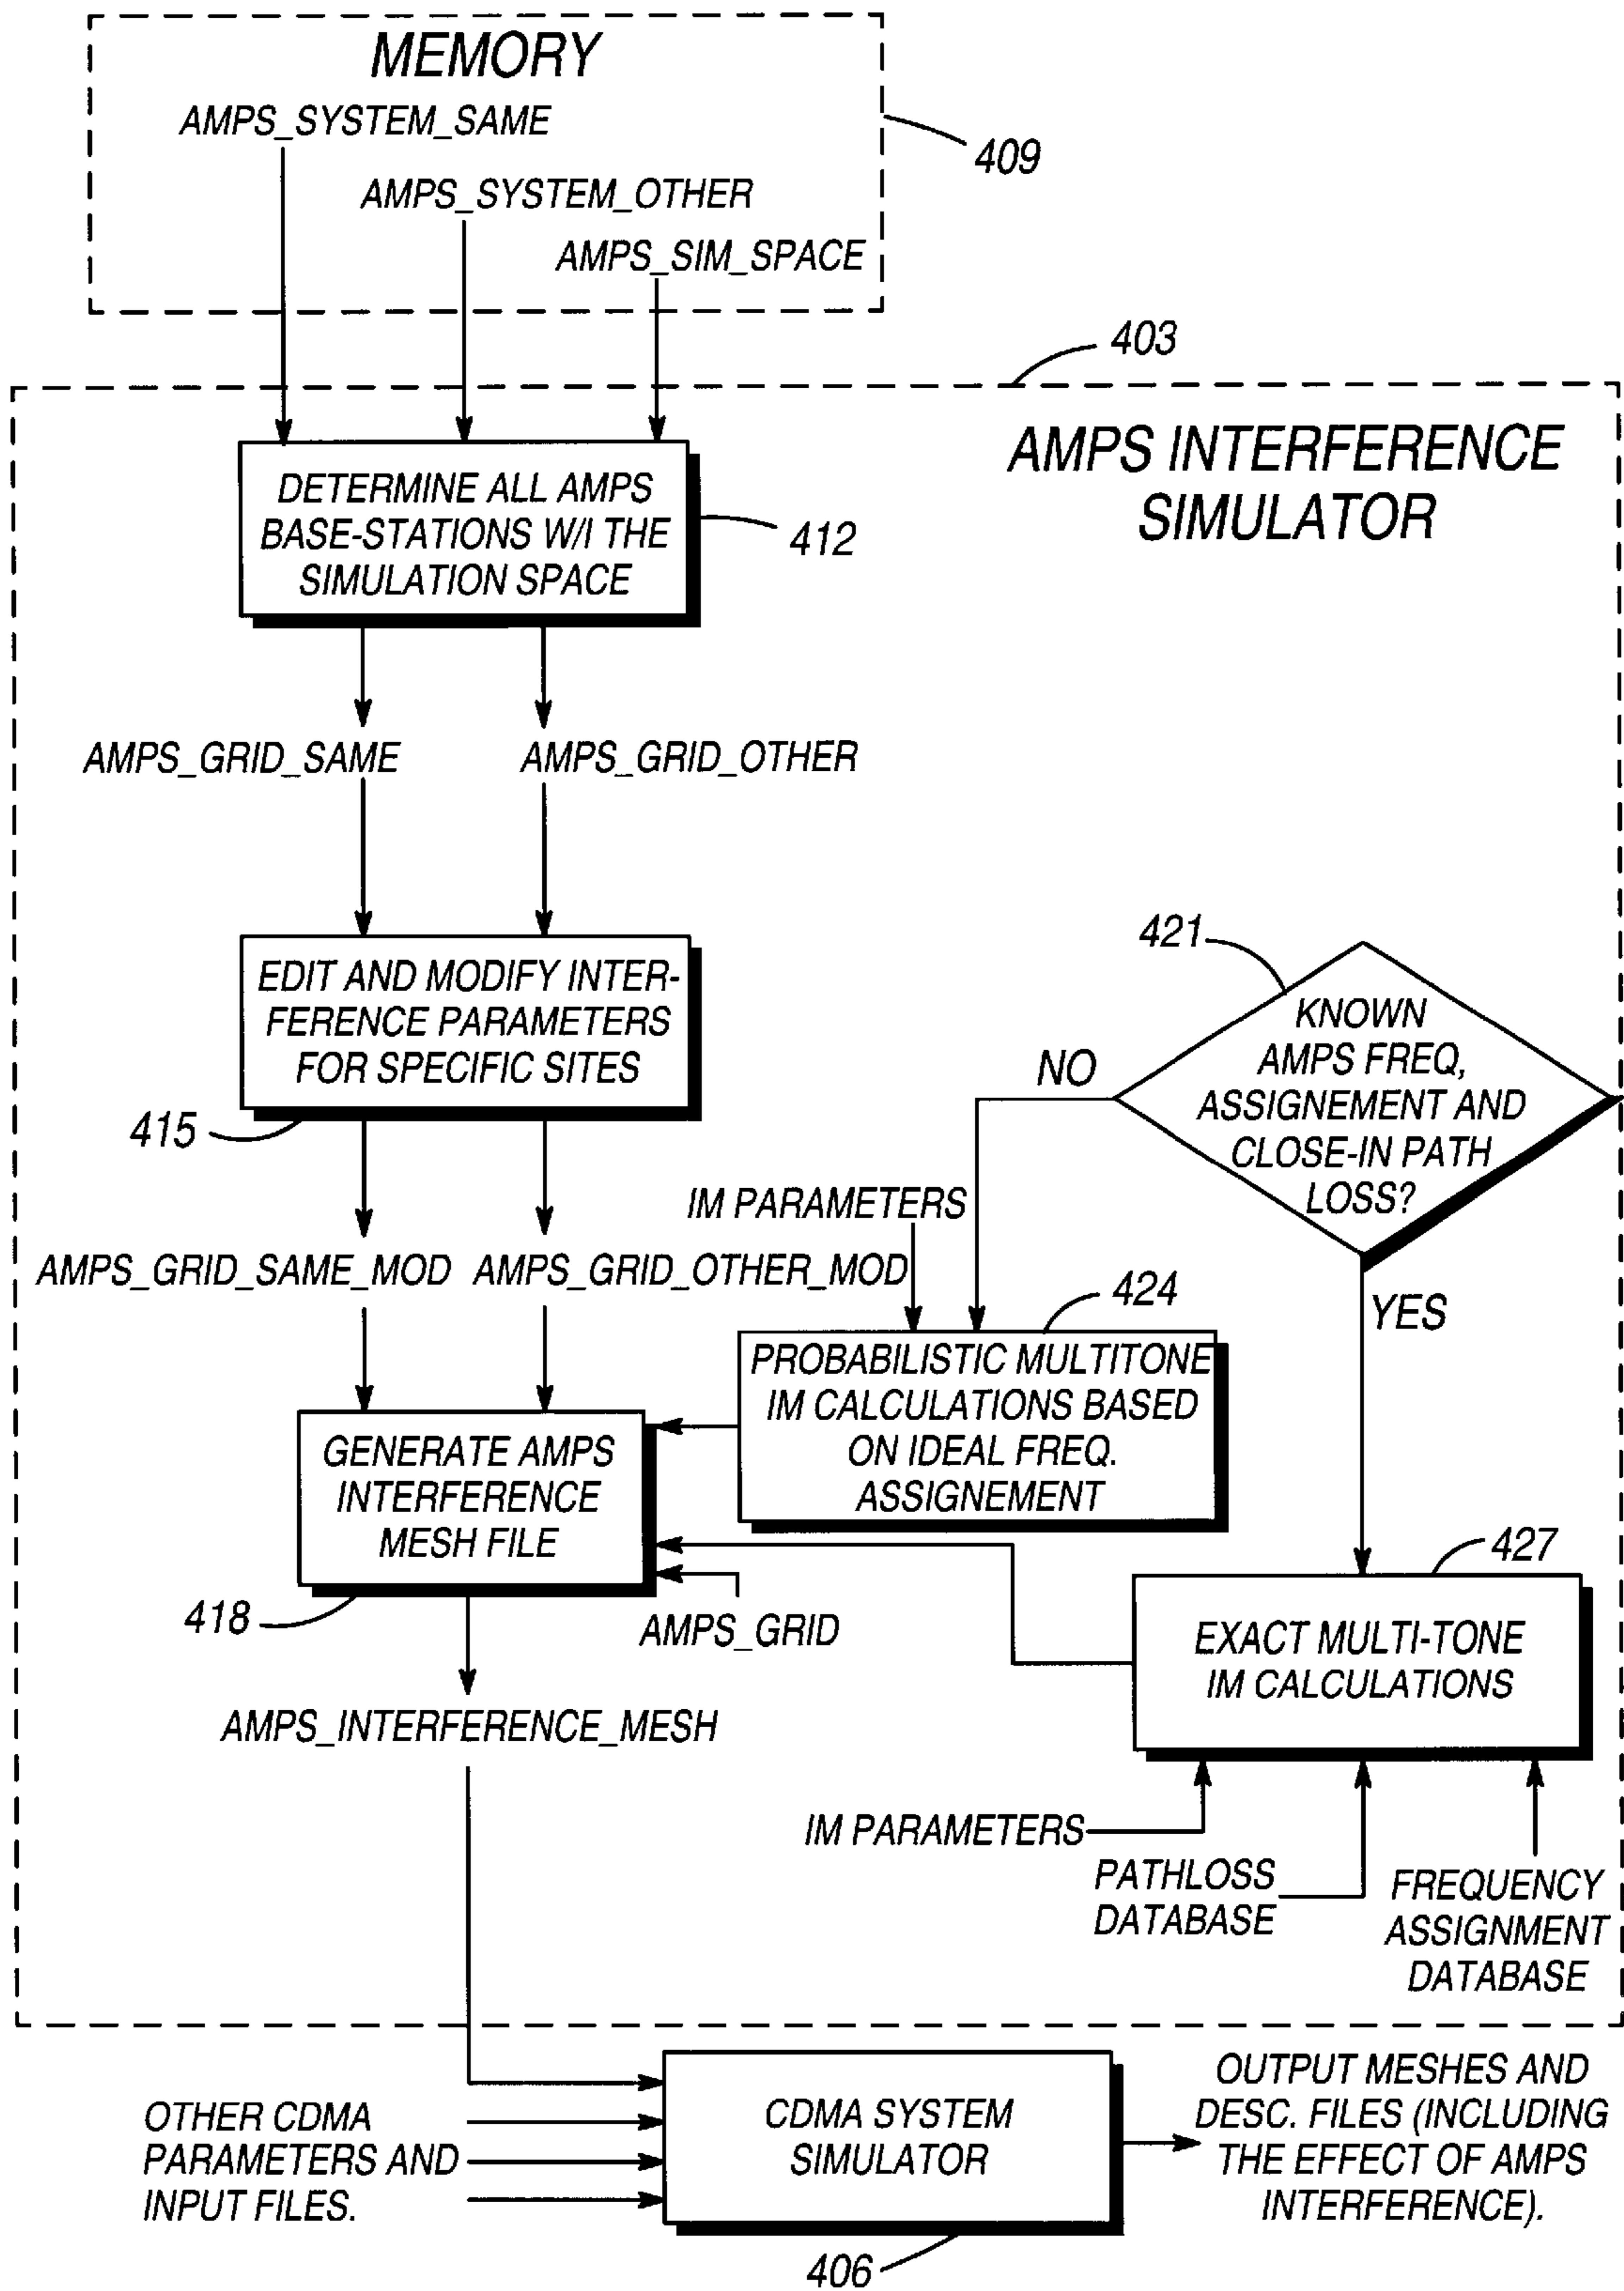 MEMORY
AMPS_SYSTEM_SAME
409
AMPS_SYSTEM_OTHER
AMPS_SIM_SPACE
403
AMPS INTERFERENCE
SIMULATOR
DETERMINE ALL AMPS
BASE-STATIONS W/I THE
SIMULATION SPACE
412
AMPS_GRID_SAME
AMPS_GRID_OTHER
EDIT AND MODIFY INTER-
FERENCE PARAMETERS
FOR SPECIFIC SITES
415
421
KNOWN
AMPS FREQ,
ASSIGNEMENT AND
CLOSE-IN PATH
LOSS?
NO
YES
IM PARAMETERS
AMPS_GRID_SAME_MOD
AMPS_GRID_OTHER_MOD
424
PROBABILISTIC MULTITONE
IM CALCULATIONS BASED
ON IDEAL FREQ.
ASSIGNEMENT
GENERATE AMPS
INTERFERENCE
MESH FILE
418
AMPS_GRID
427
EXACT MULTI-TONE
IM CALCULATIONS
AMPS_INTERFERENCE_MESH
IM PARAMETERS
PATHLOSS
DATABASE
FREQUENCY
ASSIGNMENT
DATABASE
OTHER CDMA
PARAMETERS AND
INPUT FILES.
CDMA SYSTEM
SIMULATOR
406
OUTPUT MESHES AND
DESC. FILES (INCLUDING
THE EFFECT OF AMPS
INTERFERENCE).